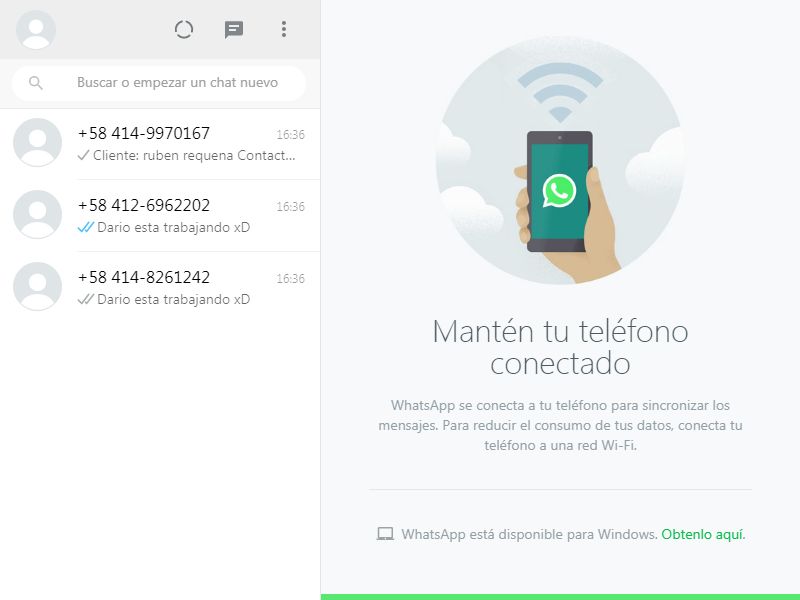 Buscar o empezar un chat nuevo
+58 414-9970167
16:36
Cliente: ruben requena Contact...
+58 412-6962202
16:36
Dario esta trabajando xD
+58 414-8261242
16:36
Dario esta trabajando xD
Mantén tu teléfono
conectado
WhatsApp se conecta a tu teléfono para sincronizar los
mensajes. Para reducir el consumo de tus datos, conecta tu
teléfono a una red Wi-Fi.
WhatsApp está disponible para Windows. Obtenlo aquí.